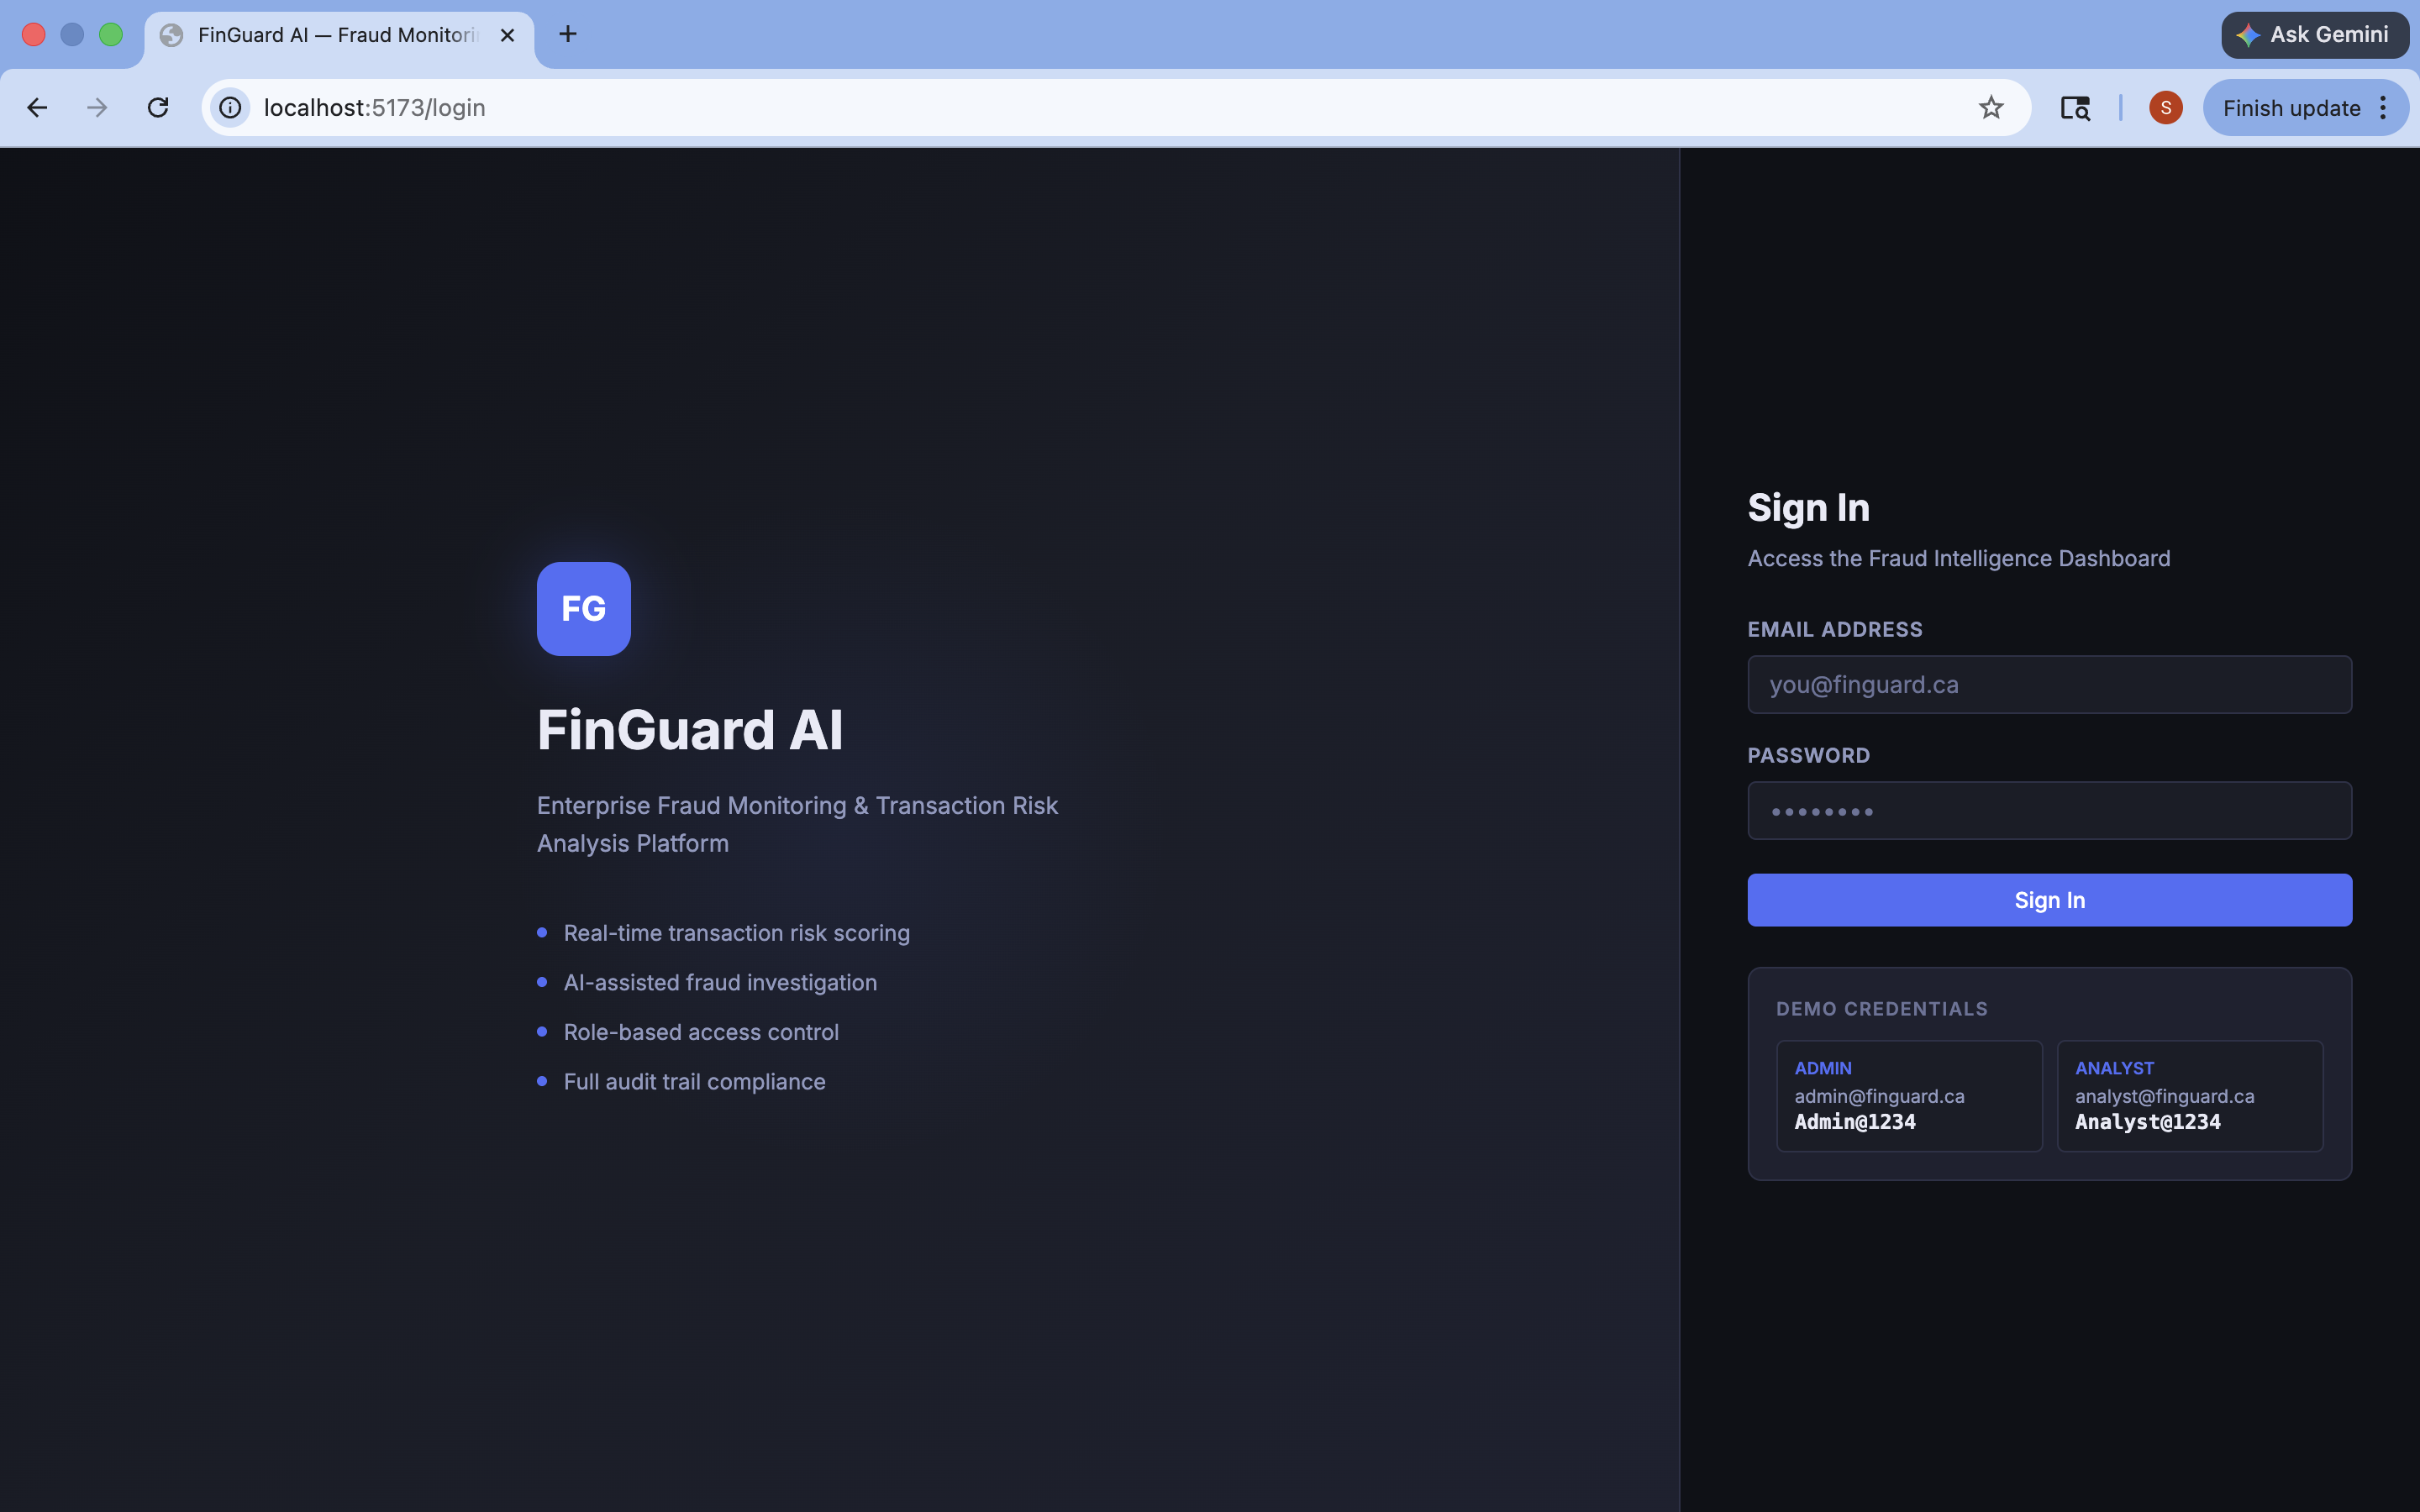 FinGuard AI — Fraud Monitori
Ask Gemini
localhost:5173/login
S
Finish update
FG
FinGuard AI
Enterprise Fraud Monitoring & Transaction Risk
Analysis Platform
Real-time transaction risk scoring
AI-assisted fraud investigation
Role-based access control
Full audit trail compliance
Sign In
Access the Fraud Intelligence Dashboard
EMAIL ADDRESS
you@finguard.ca
PASSWORD
••••••••
Sign In
DEMO CREDENTIALS
ADMIN
admin@finguard.ca
Admin@1234
ANALYST
analyst@finguard.ca
Analyst@1234